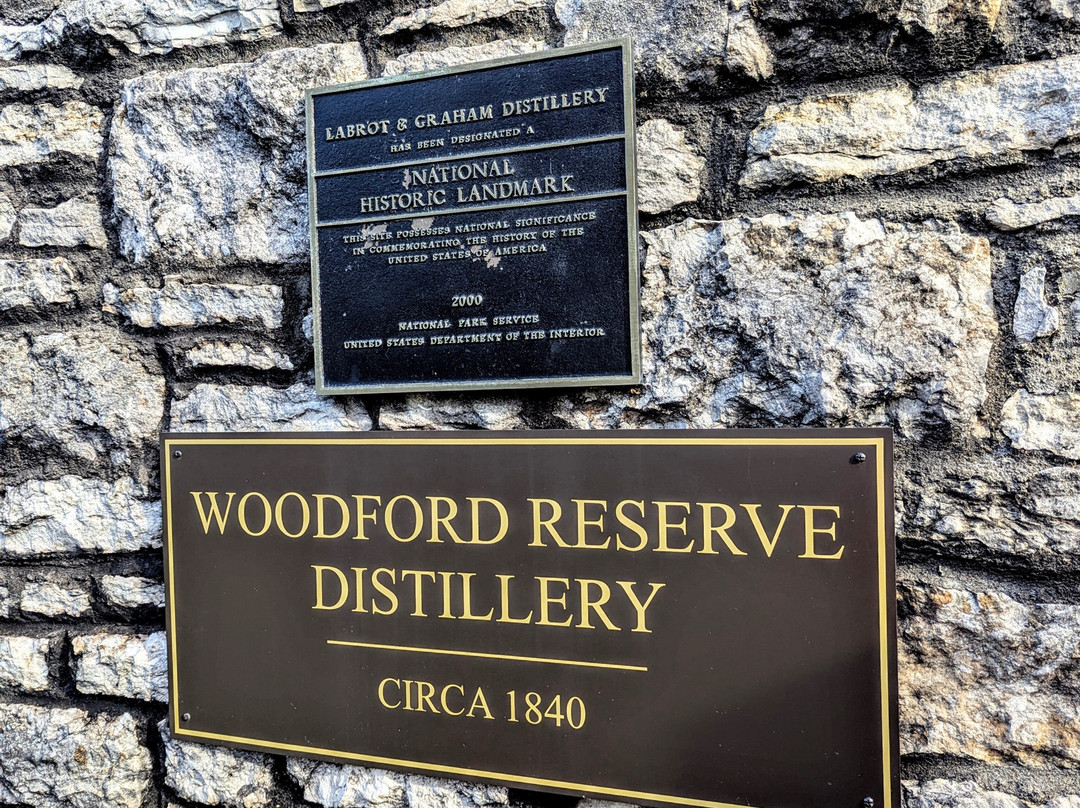 LABROT & GRAHAM DISTILLERY
HAS BEEN DESIGNATED A
NATIONAL
HISTORIC LANDMARK
THIS SITE POSSESSES NATIONAL SIGNIFICANCE
IN COMMEMORATING THE HISTORY OF THE
UNITED STATES OF AMERICA
2000
NATIONAL PARK SERVICE
UNITED STATES DEPARTMENT OF THE INTERIOR
WOODFORD RESERVE
DISTILLERY
CIRCA 1840